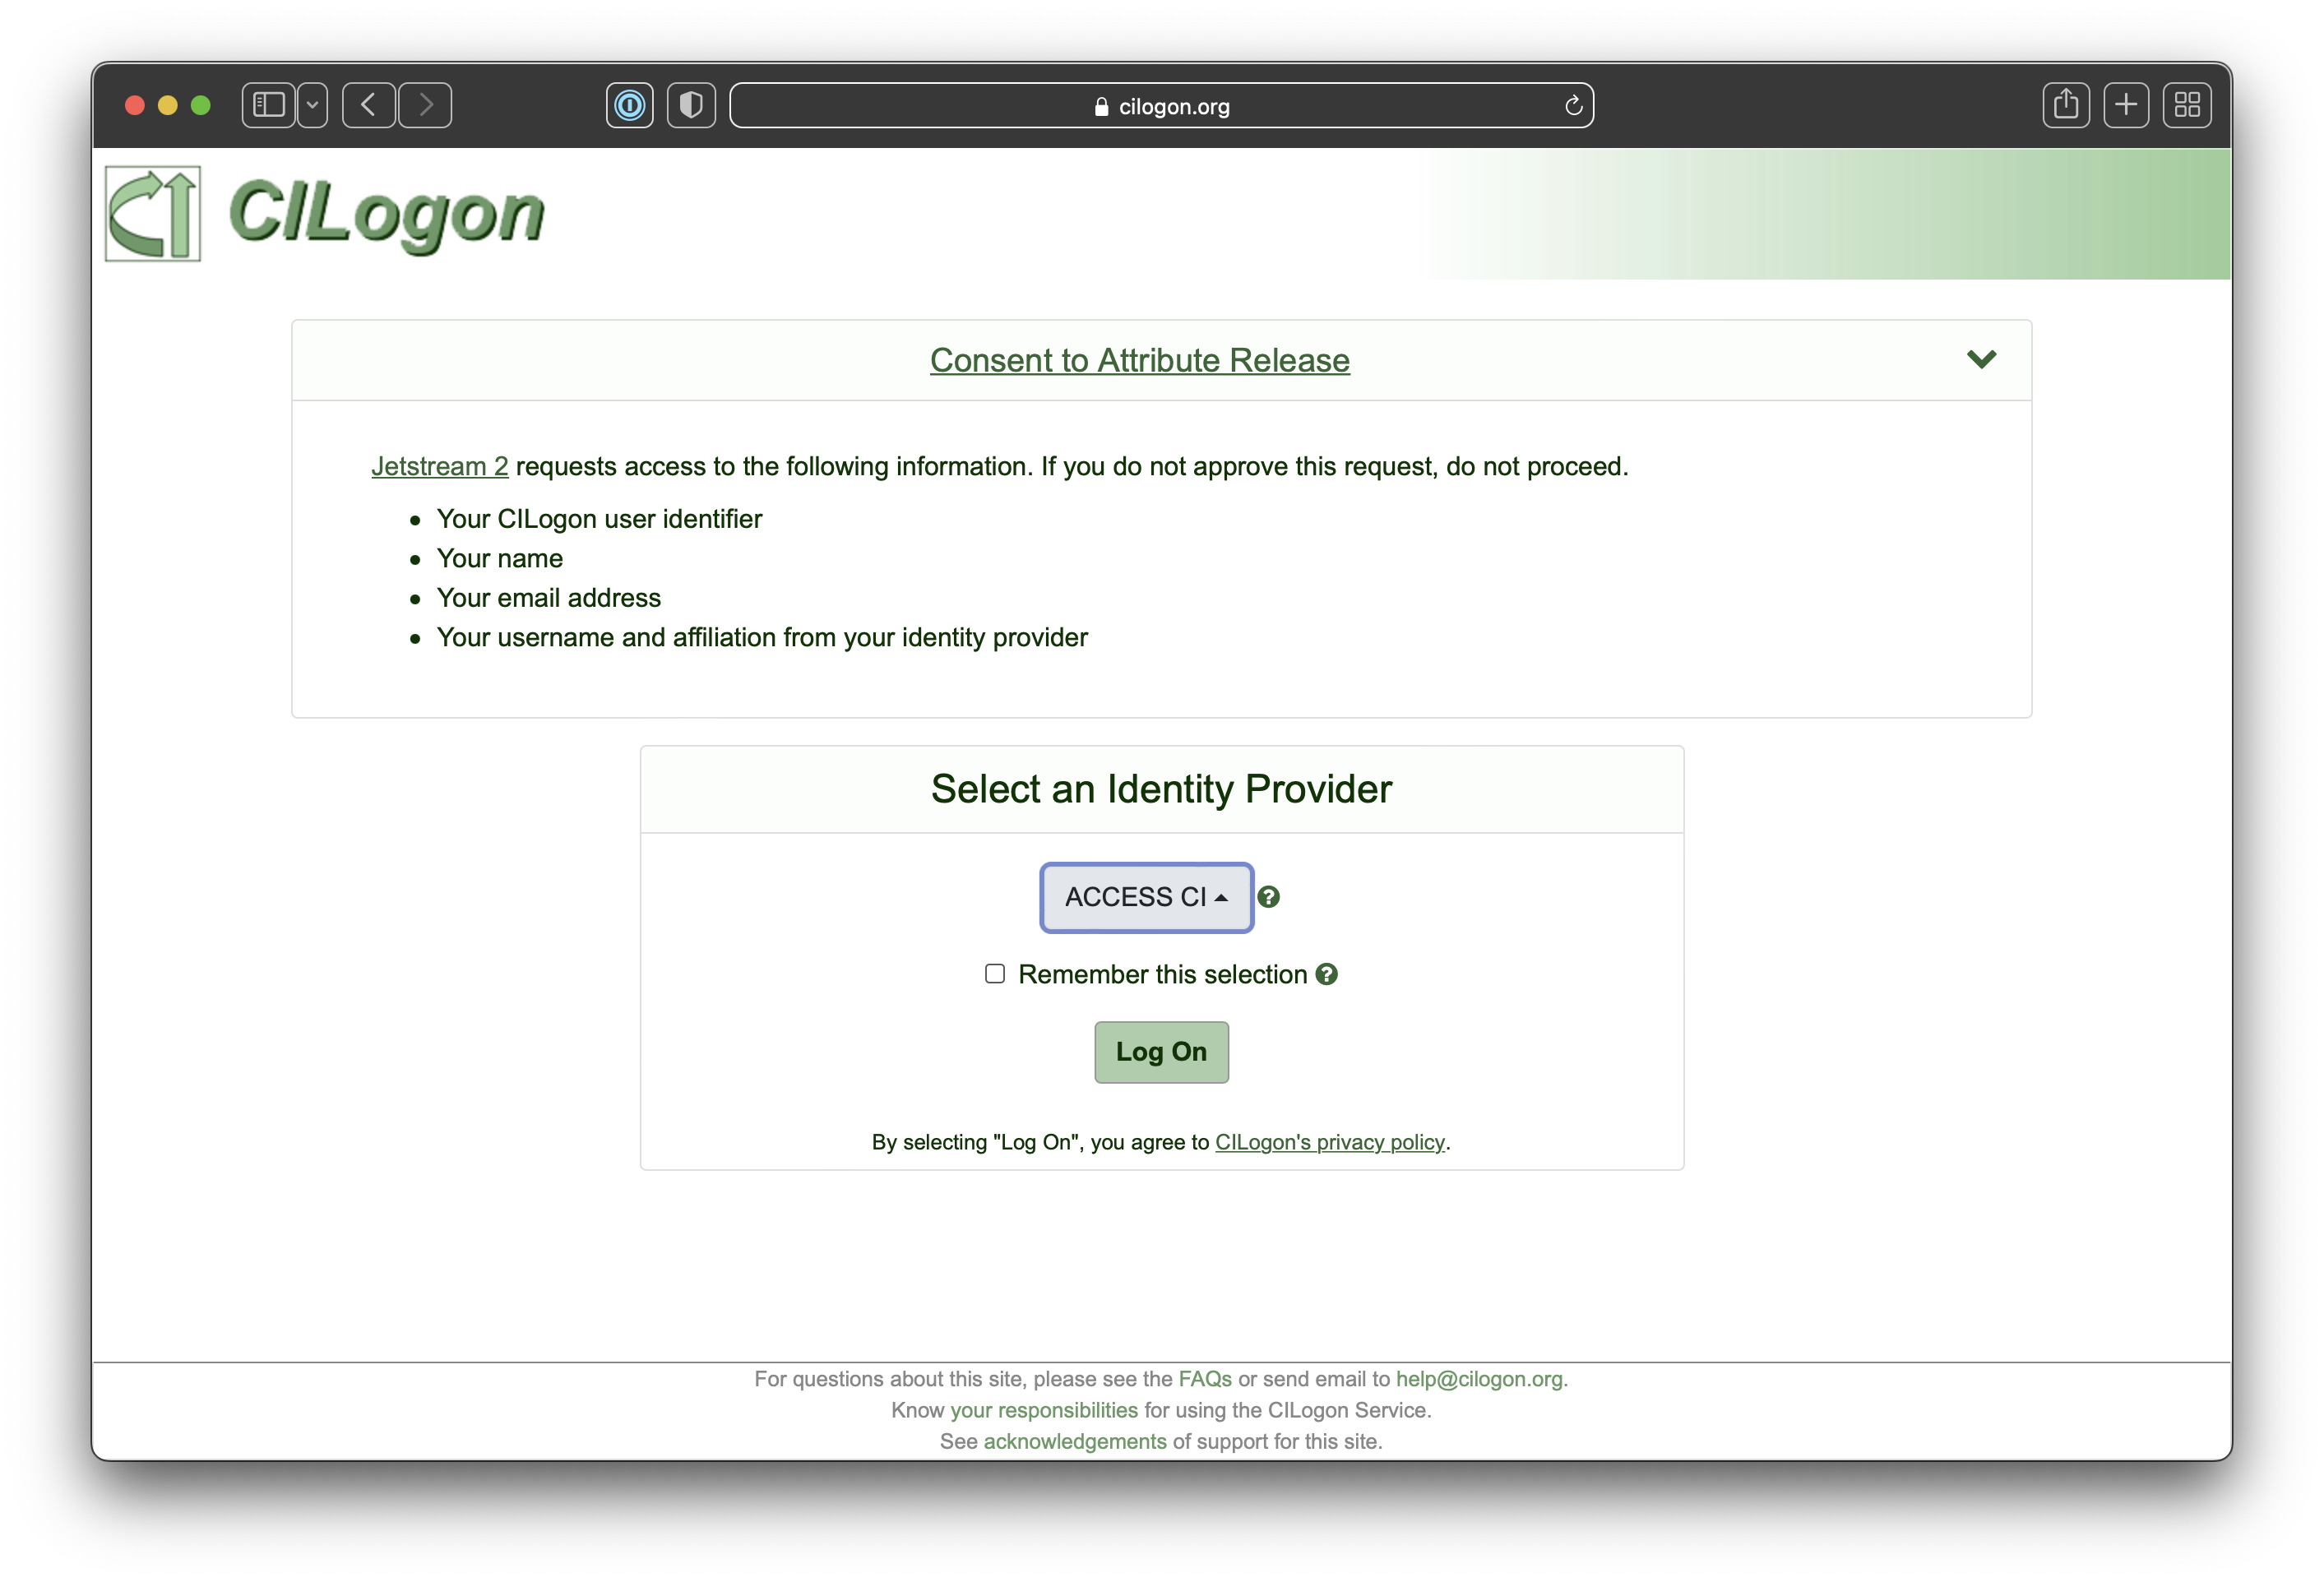 cilogon.org
CILogon
Consent to Attribute Release
Jetstream 2 requests access to the following information. If you do not approve this request, do not proceed.
• Your CILogon user identifier
• Your name
• Your email address
• Your username and affiliation from your identity provider
Select an Identity Provider
ACCESS CI
Remember this selection
Log On
By selecting "Log On", you agree to CILogon's privacy policy.
For questions about this site, please see the FAQs or send email to help@cilogon.org.
Know your responsibilities for using the CILogon Service.
See acknowledgements of support for this site.